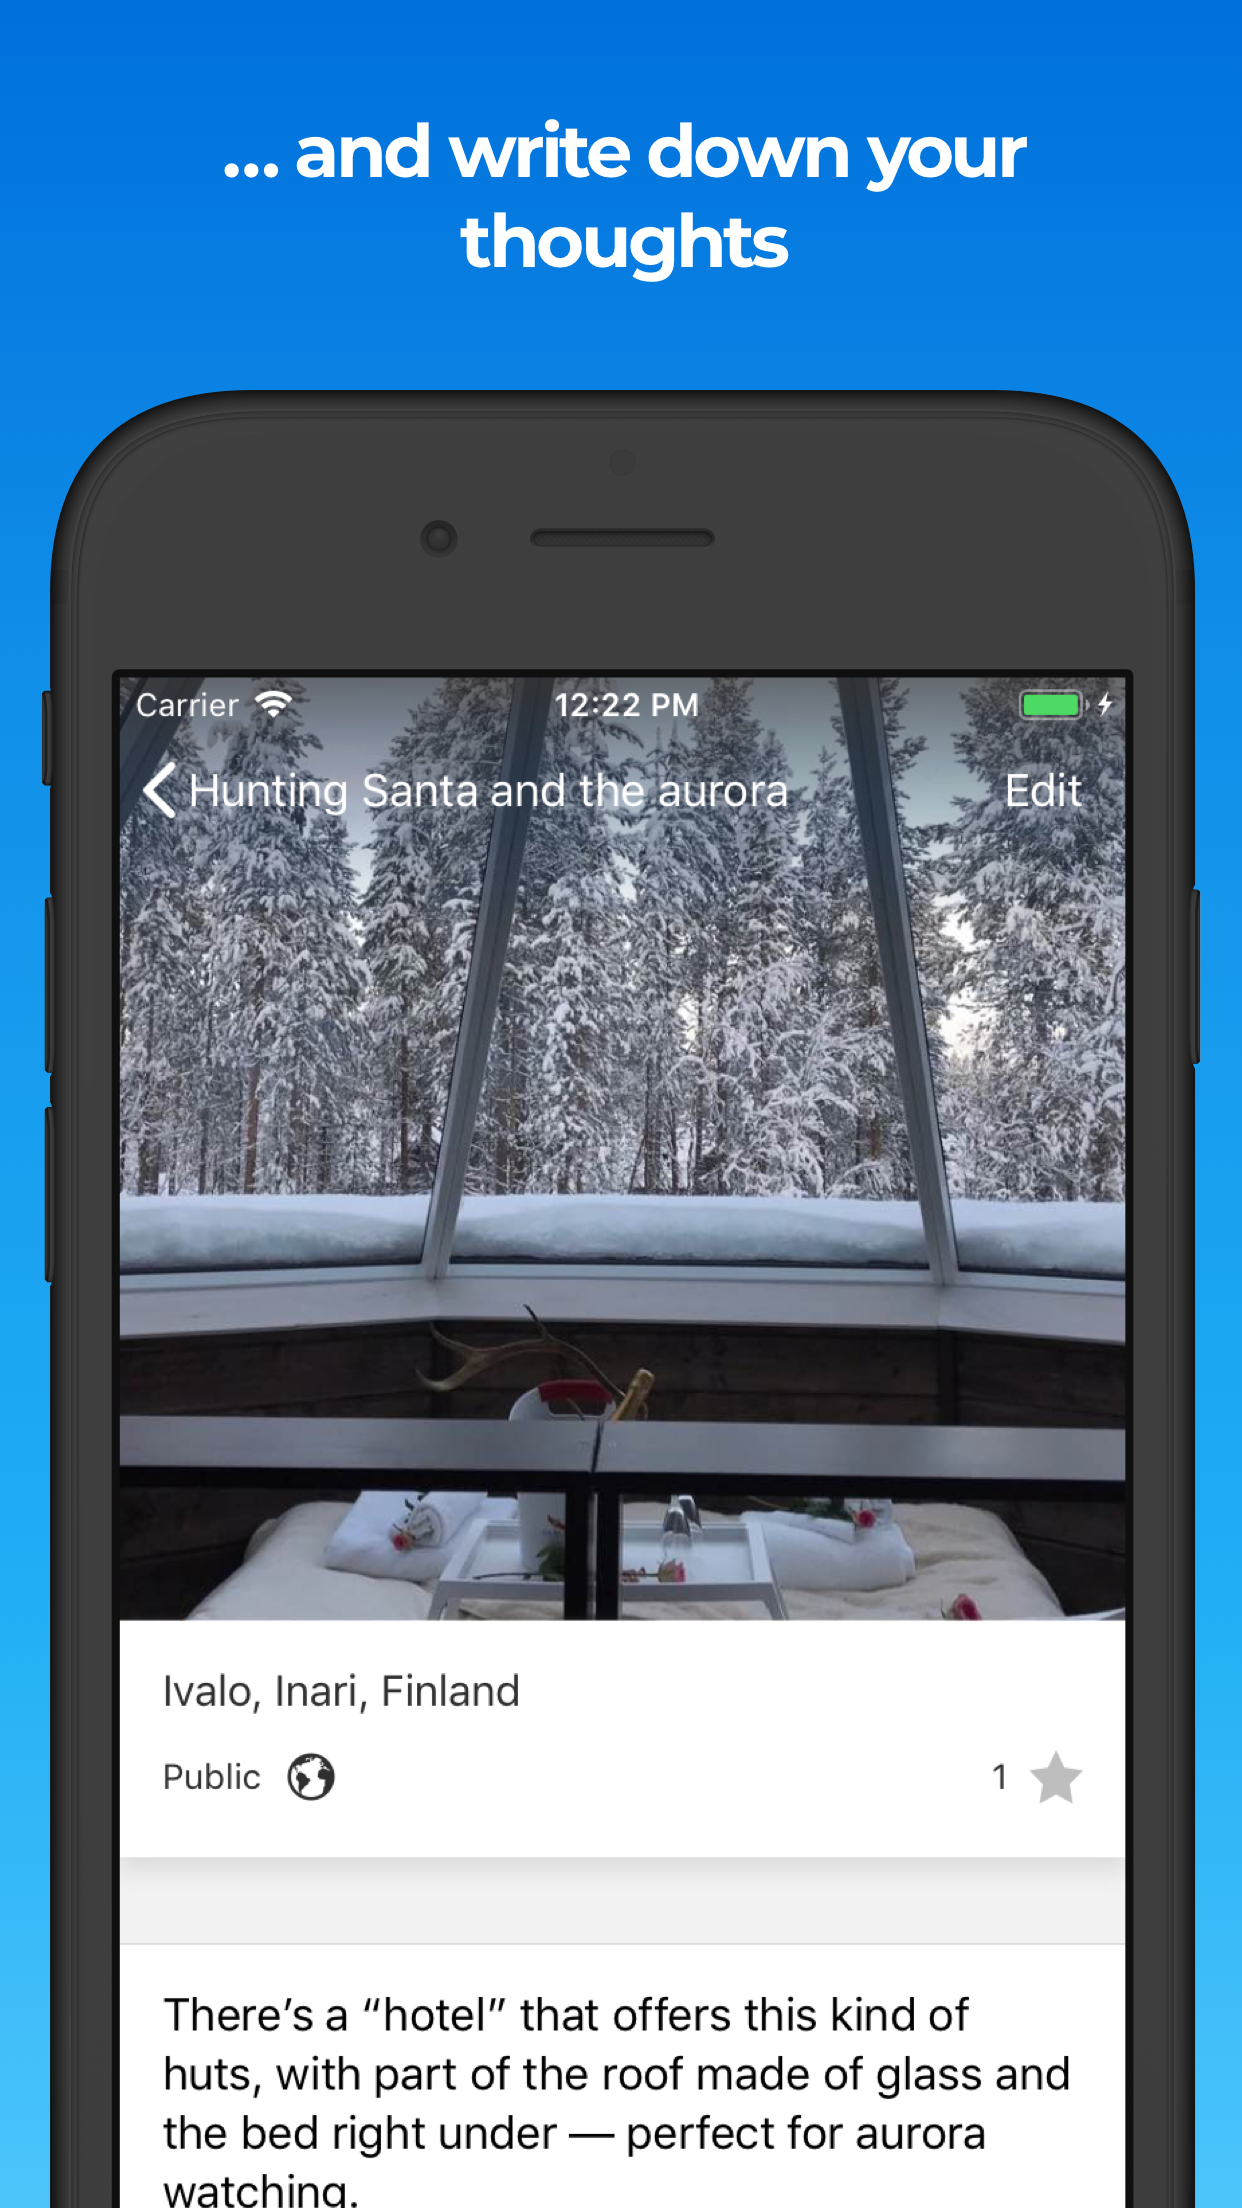 ... and write down your
thoughts
Carrier 12:22 PM
Hunting Santa and the aurora Edit
Ivalo, Inari, Finland
Public 1
There’s a “hotel” that offers this kind of
huts, with part of the roof made of glass and
the bed right under — perfect for aurora
watching.